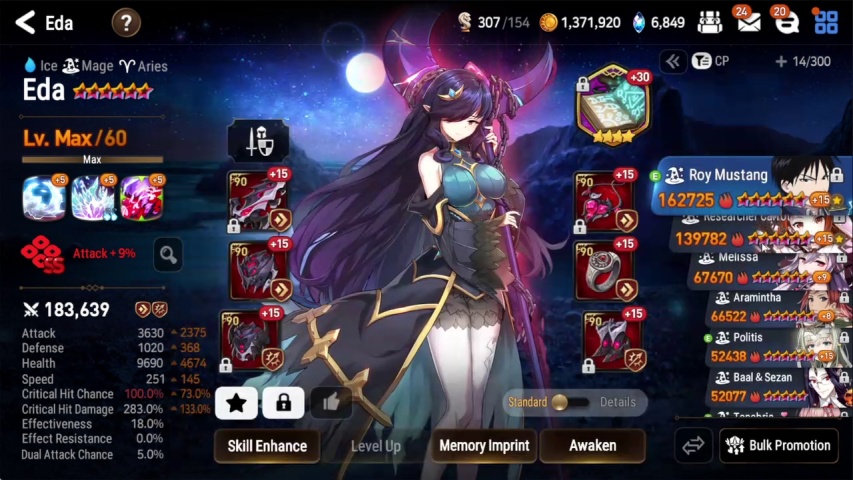 Eda
?
307/154
1,371,920
6,849
24
20
Ice Mage Aries
Eda
Lv. Max/60
Max
+5
+5
+5
SS
Attack + 9%
183,639
Attack 3630 2375
Defense 1020 368
Health 9690 4674
Speed 251 145
Critical Hit Chance 100.0% 73.0%
Critical Hit Damage 283.0% 133.0%
Effectiveness 18.0%
Effect Resistance 0.0%
Dual Attack Chance 5.0%
90 +15
90 +15
90 +15
+30
90 +15
90 +15
90 +15
Standard
Details
Skill Enhance
Level Up
Memory Imprint
Awaken
CP
14/300
E
Roy Mustang
162725
+15
139782
+15
Melissa
67670
+9
Aramintha
66522
+8
E
Politis
52438
+15
Baal & Sezan
52077
Bulk Promotion